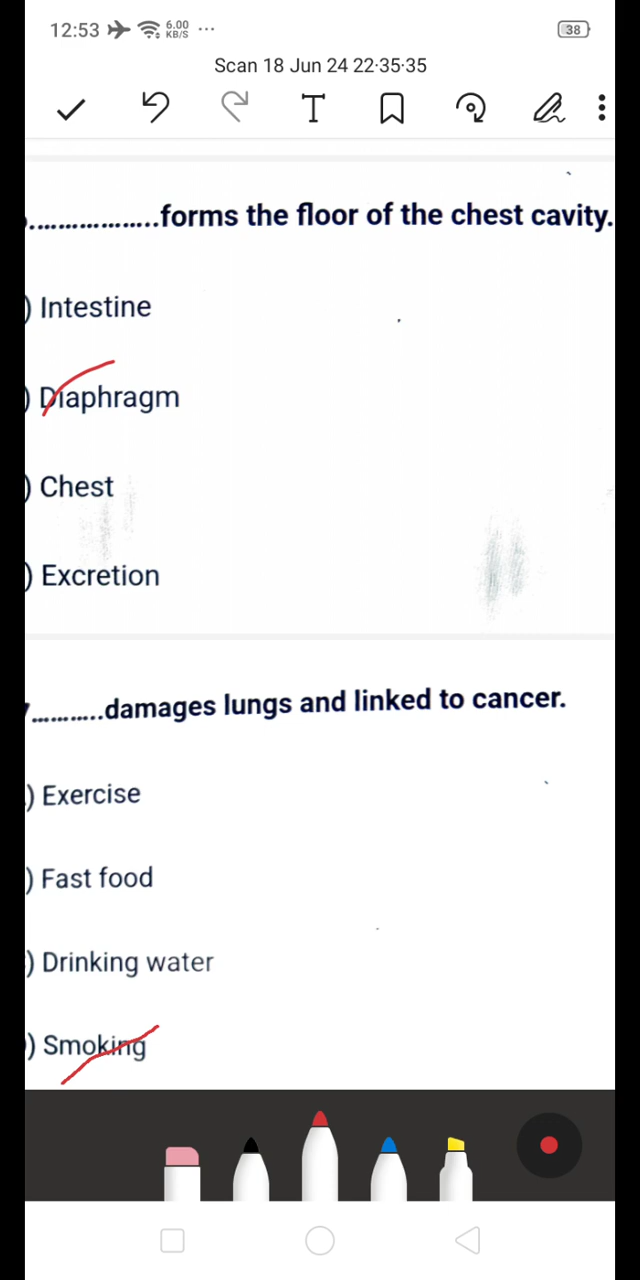 12:53 6.00 KB/S ... 38
Scan 18 Jun 24 22:35:35
T
..................forms the floor of the chest cavity.
) Intestine
) Diaphragm
) Chest
) Excretion
...........damages lungs and linked to cancer.
) Exercise
) Fast food
) Drinking water
) Smoking